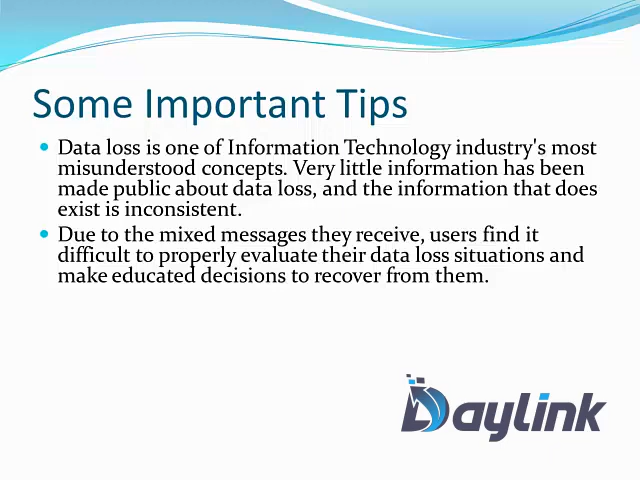 Some Important Tips
Data loss is one of Information Technology industry's most
misunderstood concepts. Very little information has been
made public about data loss, and the information that does
exist is inconsistent.
Due to the mixed messages they receive, users find it
difficult to properly evaluate their data loss situations and
make educated decisions to recover from them.
Daylink